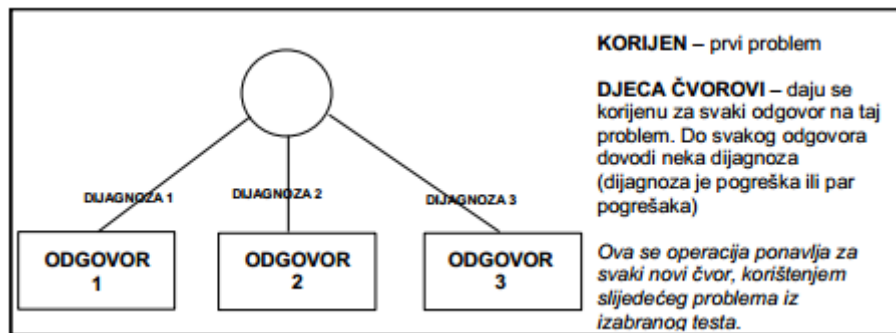 KORIJEN – prvi problem
DJECA ČVOROVI – daju se
korijenu za svaki odgovor na taj
problem. Do svakog odgovora
dovodi neka dijagnoza
(dijagnoza je pogreška ili par
pogrešaka)
Ova se operacija ponavlja za
svaki novi čvor, korištenjem
slijedećeg problema iz
izabranog testa.
DIJAGNOZA 1
DIJAGNOZA 2
DIJAGNOZA 3
ODGOVOR
1
ODGOVOR
2
ODGOVOR
3